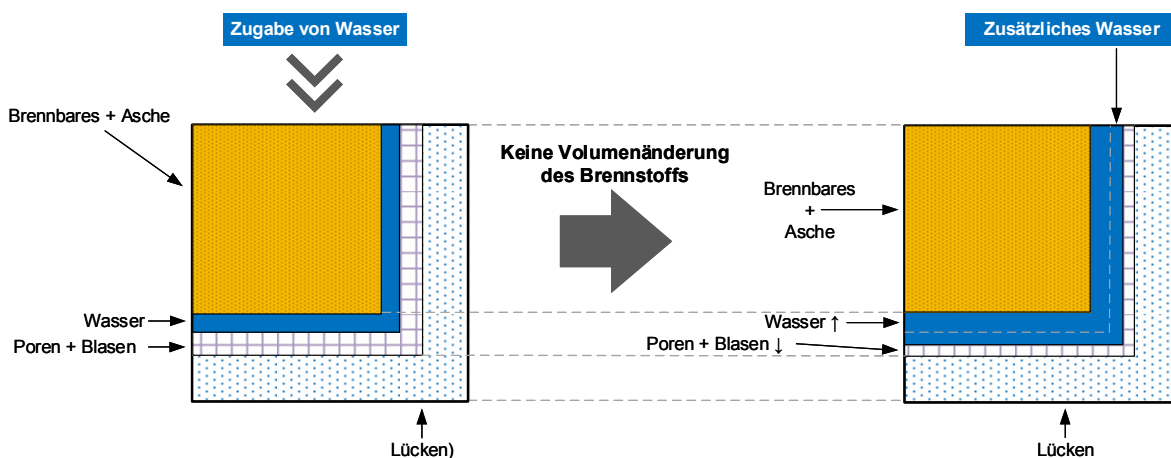 Zugabe von Wasser
Zusätzliches Wasser
Brennbares + Asche
Keine Volumenänderung
des Brennstoffs
Brennbares
+
Asche
Wasser
Poren + Blasen
Wasser ↑
Poren + Blasen ↓
Lücken)
Lücken